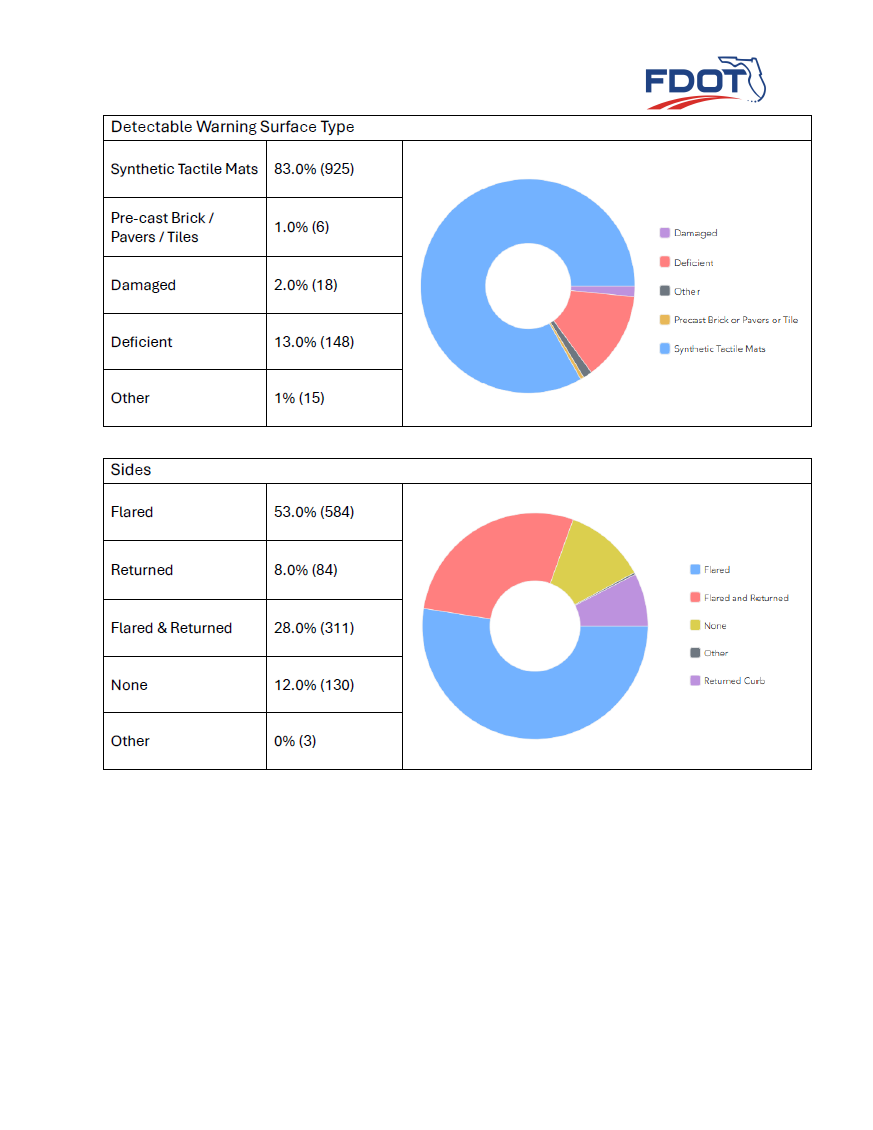 FDOT
Detectable Warning Surface Type
Synthetic Tactile Mats 83.0% (925)
Pre-cast Brick /
Pavers / Tiles 1.0% (6)
Damaged 2.0% (18)
Deficient 13.0% (148)
Other 1% (15)
Damaged
Deficient
Other
Precast Brick or Pavers or Tile
Synthetic Tactile Mats
Sides
Flared 53.0% (584)
Returned 8.0% (84)
Flared & Returned 28.0% (311)
None 12.0% (130)
Other 0% (3)
Flared
Flared and Returned
None
Other
Returned Curb